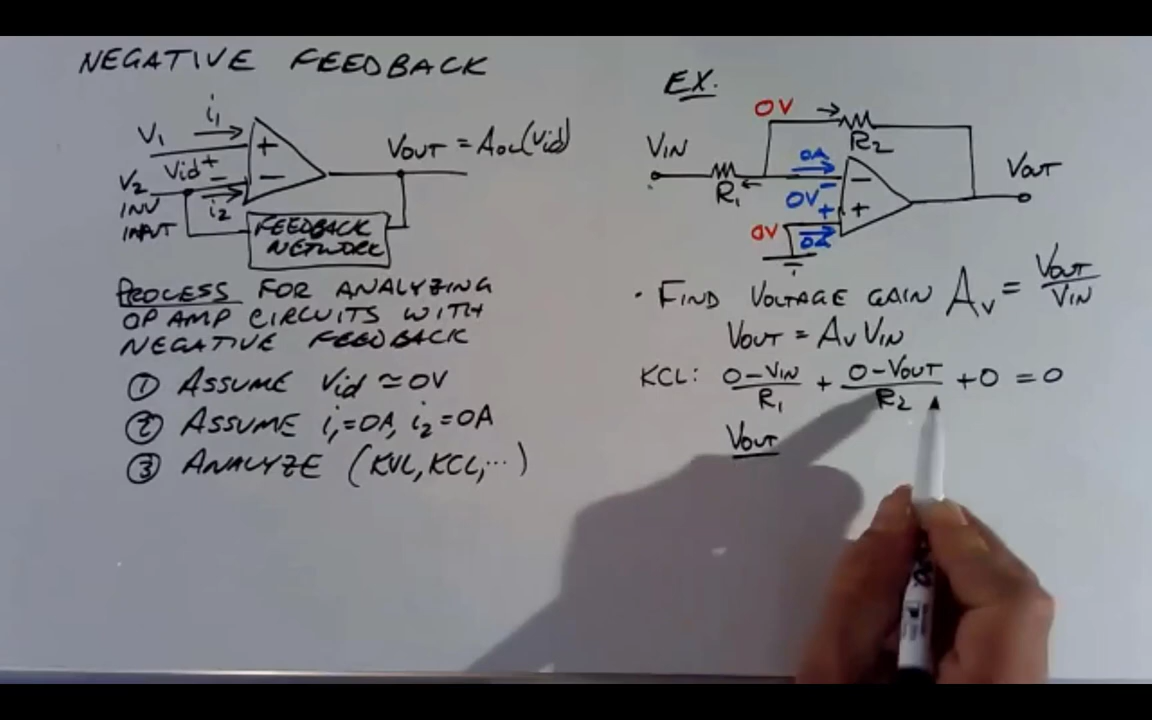 NEGATIVE FEEDBACK
i1
V1
+
Vid +
−
−
V2
i2
INV
INPUT
VOUT = AOL(Vid)
FEEDBACK
NETWORK
PROCESS FOR ANALYZING
OP AMP CIRCUITS WITH
NEGATIVE FEEDBACK
① ASSUME Vid ≃ 0V
② ASSUME i1=0A, i2=0A
③ ANALYZE (KVL, KCL, ...)
EX.
0V
R2
VIN
R1
0A
−
0V −
+
+
0V
0A
VOUT
• FIND VOLTAGE GAIN AV = VOUT/VIN
VOUT = AV VIN
KCL: (0-VIN)/R1 + (0-VOUT)/R2 + 0 = 0
VOUT